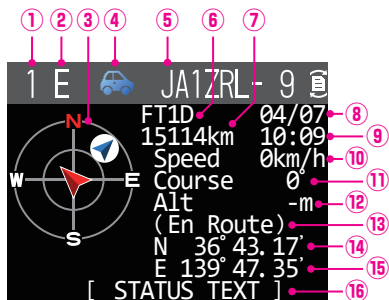 ① ② ③ ④ ⑤ ⑥ ⑦
1 E JA1ZRL- 9
N
W E
S
FT1D 04/07 ⑧
15114km 10:09 ⑨
Speed 0km/h ⑩
Course 0° ⑪
Alt -m ⑫
(En Route) ⑬
N 36°43.17' ⑭
E 139°47.35' ⑮
[ STATUS TEXT ] ⑯